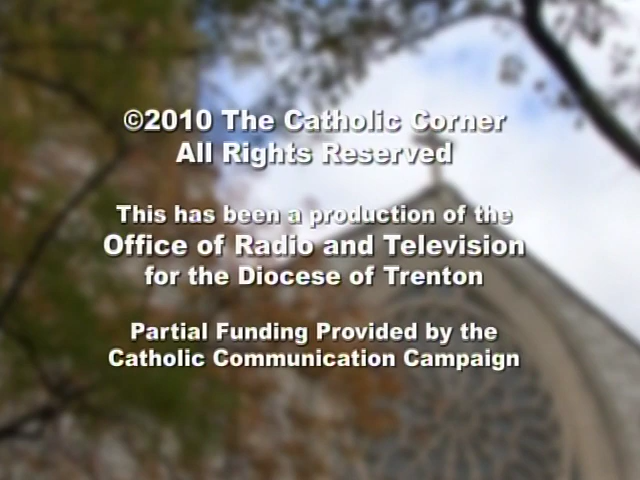 ©2010 The Catholic Corner
All Rights Reserved
This has been a production of the
Office of Radio and Television
for the Diocese of Trenton
Partial Funding Provided by the
Catholic Communication Campaign